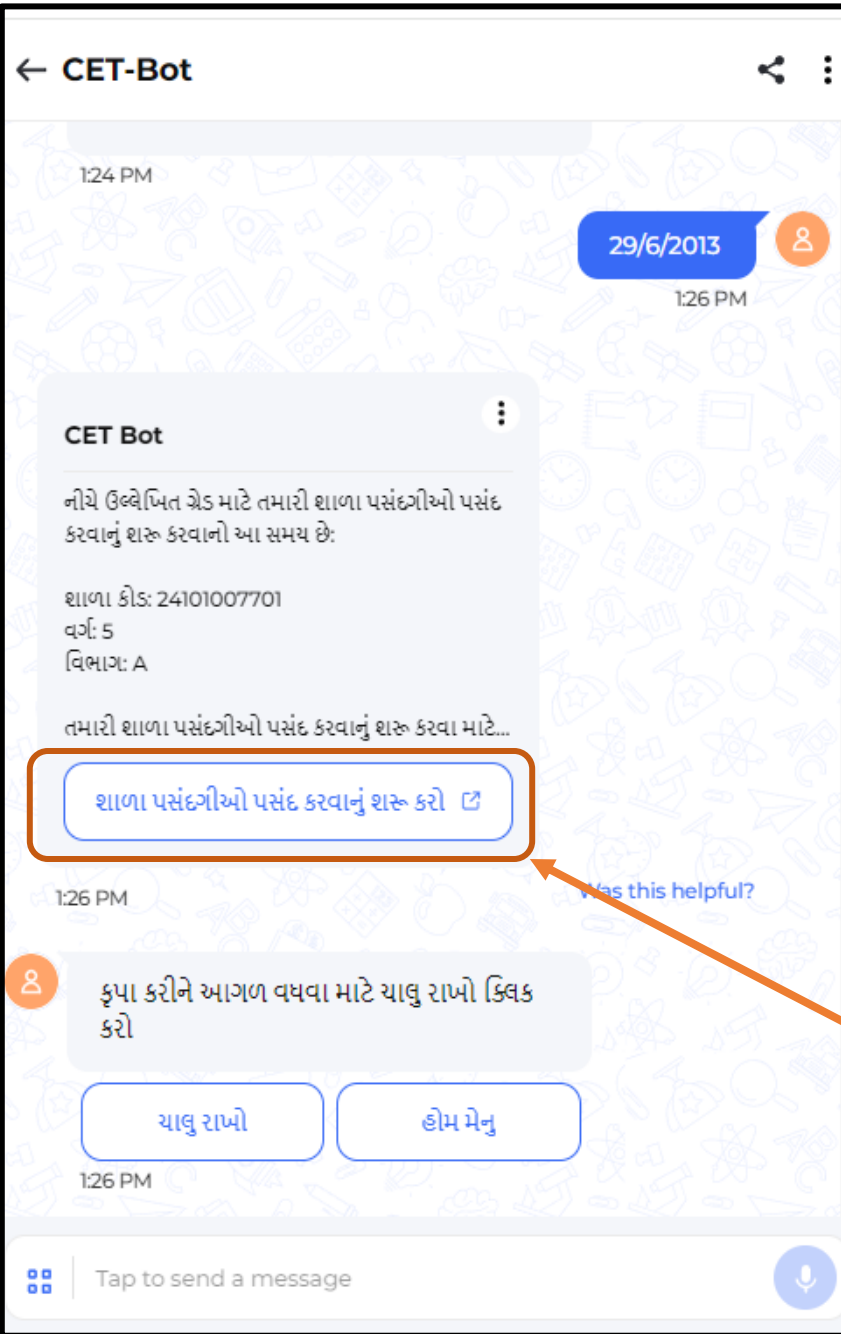 CET-Bot
1:24 PM
29/6/2013
1:26 PM
CET Bot
નીચે ઉલ્લેખિત ગ્રેડ માટે તમારી શાળા પસંદગીઓ પસંદ
કરવાનું શરૂ કરવાનો આ સમય છે:
શાળા કોડ: 24101007701
વર્ગ: 5
વિભાગ: A
તમારી શાળા પસંદગીઓ પસંદ કરવાનું શરૂ કરવા માટે...
શાળા પસંદગીઓ પસંદ કરવાનું શરૂ કરો
1:26 PM
Was this helpful?
કૃપા કરીને આગળ વધવા માટે ચાલુ રાખો ક્લિક
કરો
ચાલુ રાખો
હોમ મેનુ
1:26 PM
Tap to send a message